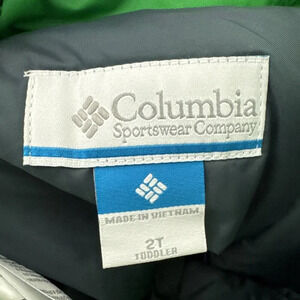 Columbia
Sportswear Company
MADE IN VIETNAM
2T
TODDLER